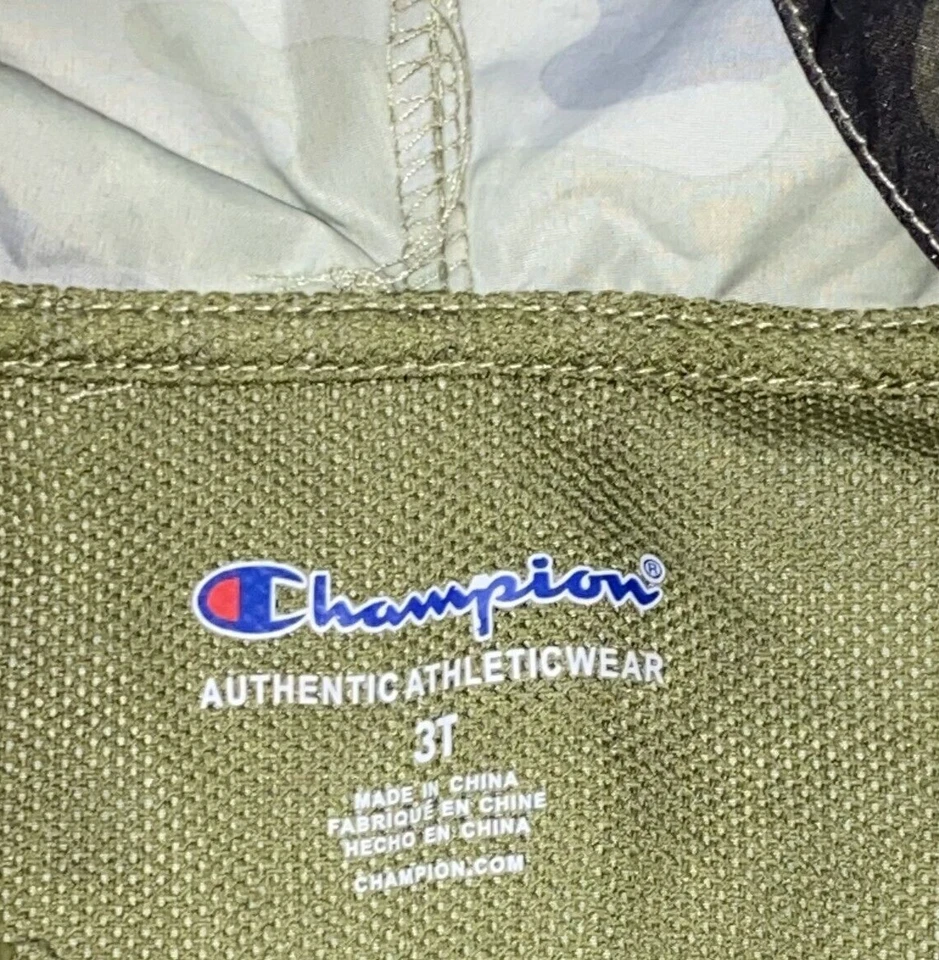 Champion®
AUTHENTIC ATHLETICWEAR
3T
MADE IN CHINA
FABRIQUÉ EN CHINE
HECHO EN CHINA
CHAMPION.COM